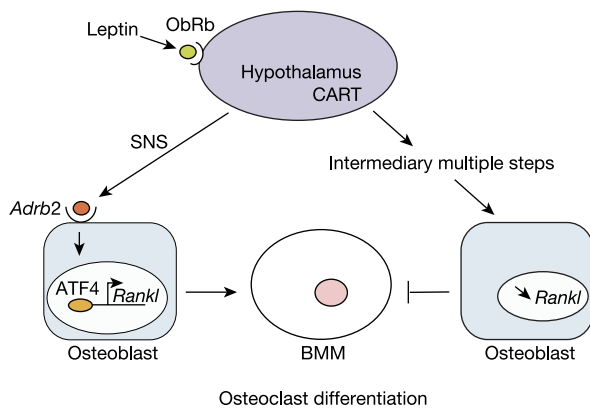 Leptin
ObRb
Hypothalamus
CART
SNS
Intermediary multiple steps
Adrb2
ATF4
Rankl
Rankl
Osteoblast
BMM
Osteoblast
Osteoclast differentiation